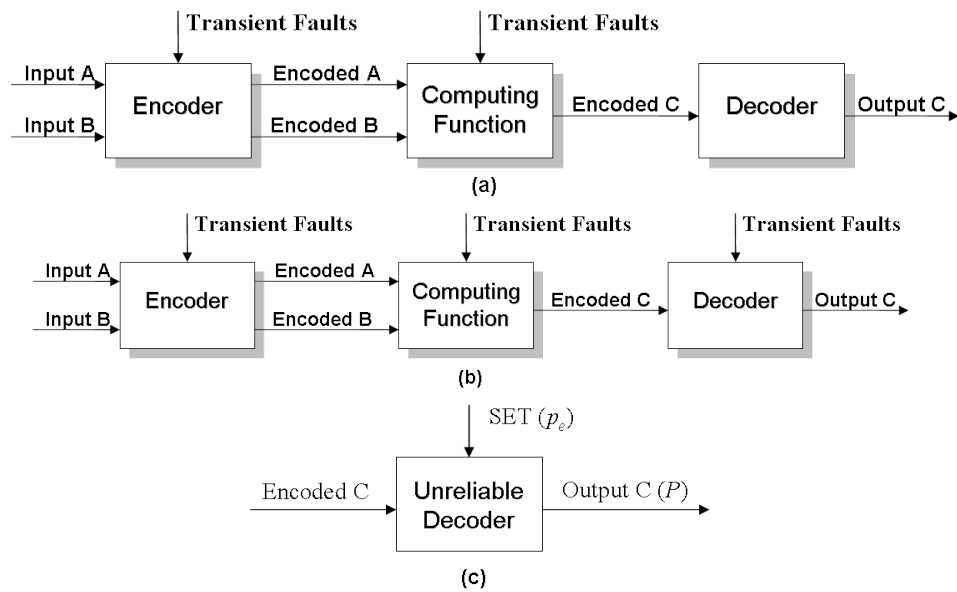 Transient Faults
Transient Faults
Input A
Encoded A
Encoder
Computing
Function
Encoded C
Decoder
Output C
Input B
Encoded B
(a)
Transient Faults
Transient Faults
Transient Faults
Input A
Encoded A
Encoder
Computing
Function
Encoded C
Decoder
Output C
Input B
Encoded B
(b)
SET (pe)
Encoded C
Unreliable
Decoder
Output C (P)
(c)